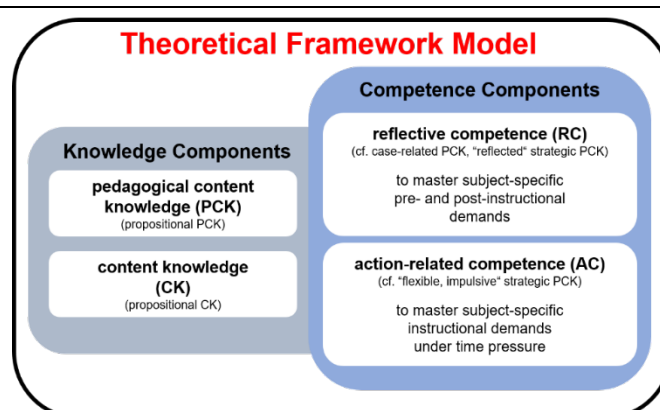 Theoretical Framework Model
Knowledge Components
pedagogical content
knowledge (PCK)
(propositional PCK)
content knowledge
(CK)
(propositional CK)
Competence Components
reflective competence (RC)
(cf. case-related PCK, "reflected" strategic PCK)
to master subject-specific
pre- and post-instructional
demands
action-related competence (AC)
(cf. "flexible, impulsive" strategic PCK)
to master subject-specific
instructional demands
under time pressure